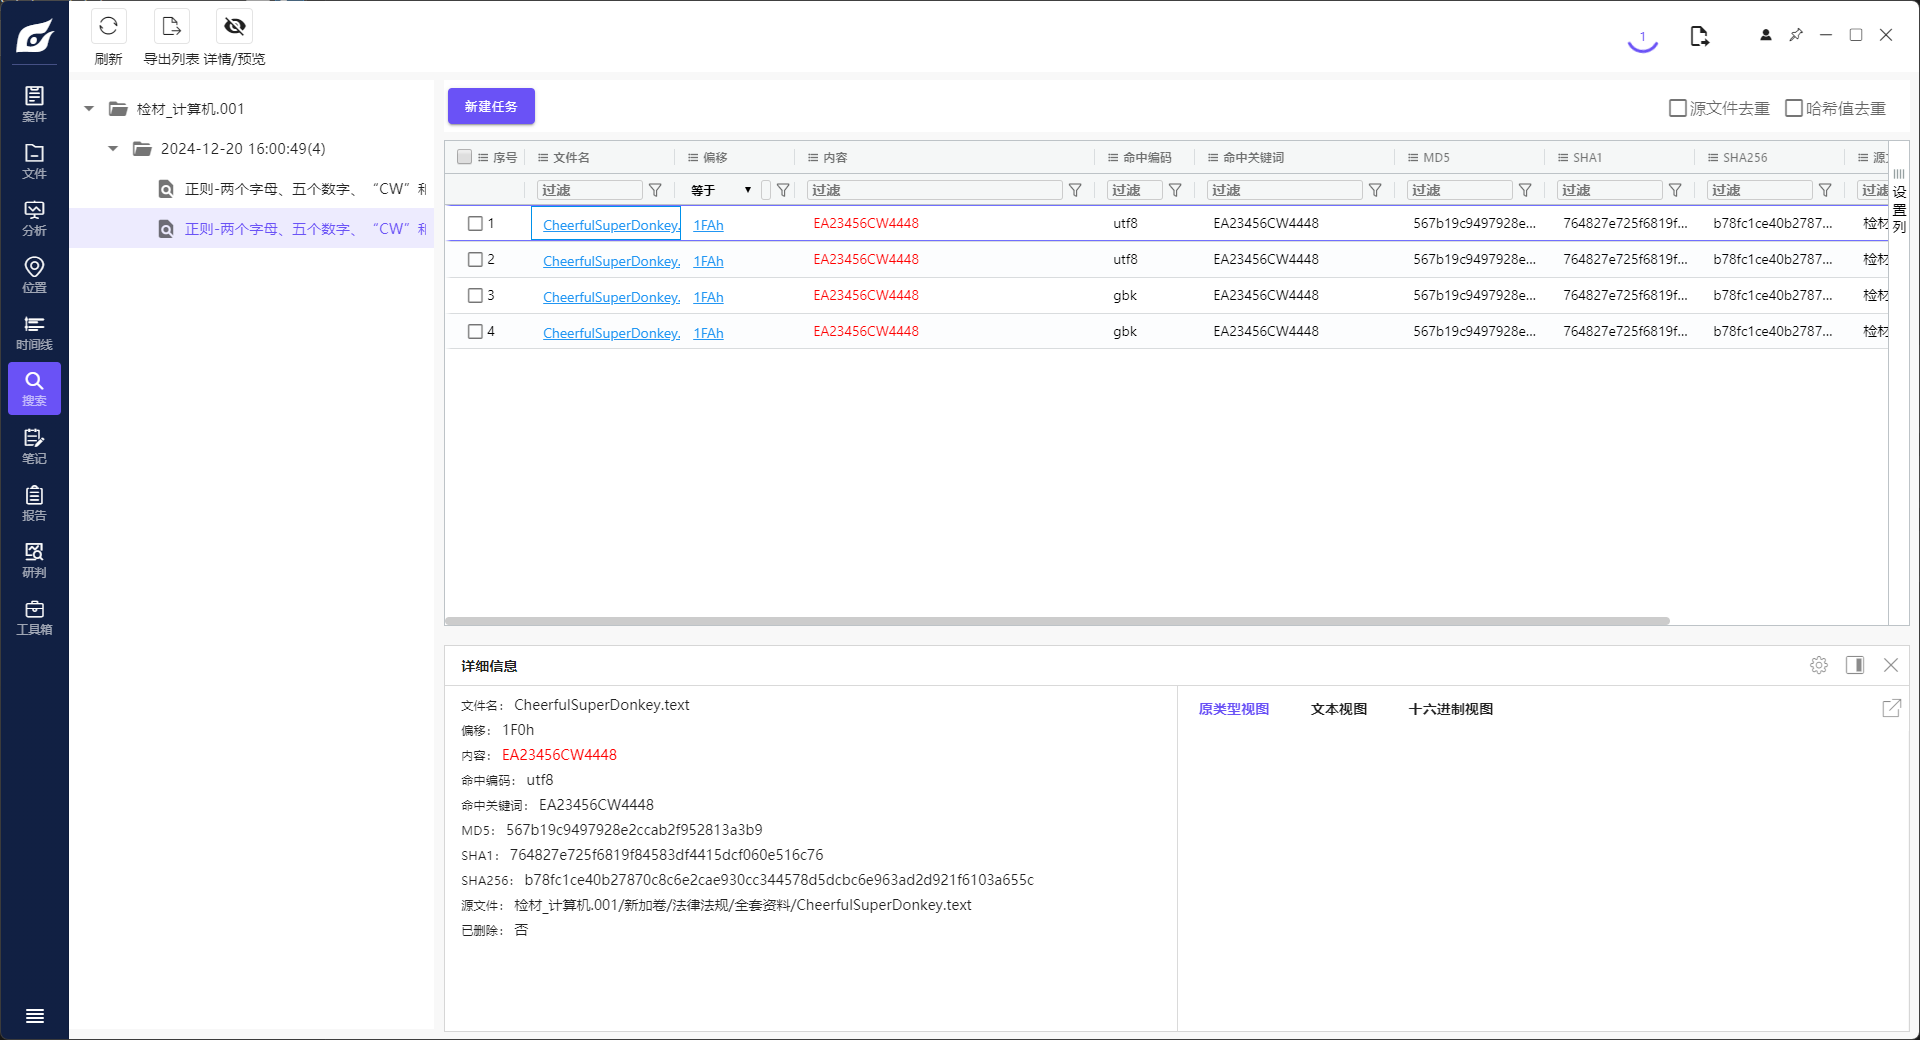 刷新
导出列表 详情/预览
1
案件
文件
分析
位置
时间线
搜索
笔记
报告
研判
工具箱
检材_计算机.001
2024-12-20 16:00:49(4)
正则-两个字母、五个数字、“CW”
正则-两个字母、五个数字、“CW”
新建任务
源文件去重 哈希值去重
序号 文件名 偏移 内容 命中编码 命中关键词 MD5 SHA1 SHA256
过滤 等于 过滤 过滤 过滤 过滤 过滤 过滤 过滤
1 CheerfulSuperDonkey. 1FAh EA23456CW4448 utf8 EA23456CW4448 567b19c9497928e... 764827e725f6819f... b78fc1ce40b2787... 检材
2 CheerfulSuperDonkey. 1FAh EA23456CW4448 utf8 EA23456CW4448 567b19c9497928e... 764827e725f6819f... b78fc1ce40b2787... 检材
3 CheerfulSuperDonkey. 1FAh EA23456CW4448 gbk EA23456CW4448 567b19c9497928e... 764827e725f6819f... b78fc1ce40b2787... 检材
4 CheerfulSuperDonkey. 1FAh EA23456CW4448 gbk EA23456CW4448 567b19c9497928e... 764827e725f6819f... b78fc1ce40b2787... 检材
设置列
详细信息
文件名: CheerfulSuperDonkey.text
偏移: 1F0h
内容: EA23456CW4448
命中编码: utf8
命中关键词: EA23456CW4448
MD5: 567b19c9497928e2ccab2f952813a3b9
SHA1: 764827e725f6819f84583df4415dcf060e516c76
SHA256: b78fc1ce40b27870c8c6e2cae930cc344578d5dcbc6e963ad2d921f6103a655c
源文件: 检材_计算机.001/新加卷/法律法规/全套资料/CheerfulSuperDonkey.text
已删除: 否
原类型视图 文本视图 十六进制视图